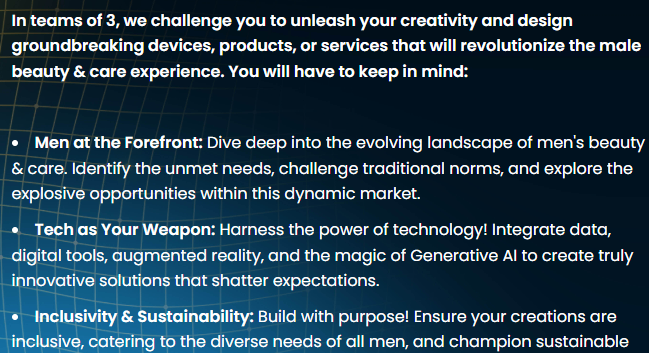 In teams of 3, we challenge you to unleash your creativity and design
groundbreaking devices, products, or services that will revolutionize the male
beauty & care experience. You will have to keep in mind:
• Men at the Forefront: Dive deep into the evolving landscape of men's beauty
& care. Identify the unmet needs, challenge traditional norms, and explore the
explosive opportunities within this dynamic market.
• Tech as Your Weapon: Harness the power of technology! Integrate data,
digital tools, augmented reality, and the magic of Generative AI to create truly
innovative solutions that shatter expectations.
• Inclusivity & Sustainability: Build with purpose! Ensure your creations are
inclusive, catering to the diverse needs of all men, and champion sustainable